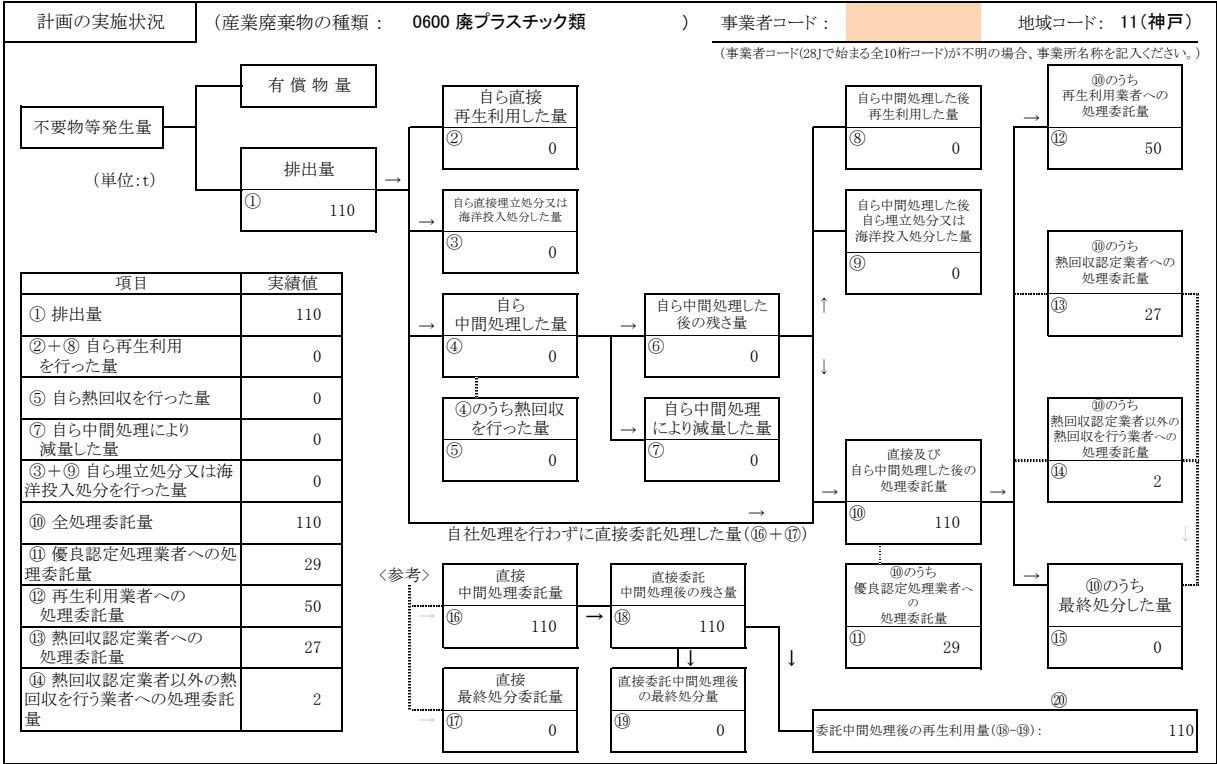 計画の実施状況
(産業廃棄物の種類： 0600 廃プラスチック類 )
事業者コード：
地域コード： 11(神戸)
(事業者コード(28Jで始まる全10桁コード)が不明の場合、事業所名称を記入ください。)
不要物等発生量
(単位:t)
有 償 物 量
排出量
①
110
→
自ら直接
再生利用した量
②
0
→
自ら直接埋立処分又は
海洋投入処分した量
③
0
→
自ら
中間処理した量
④
0
④のうち熱回収
を行った量
⑤
0
→
自ら中間処理した
後の残さ量
⑥
0
→
自ら中間処理
により減量した量
⑦
0
自ら中間処理した後
再生利用した量
⑧
0
自ら中間処理した後
自ら埋立処分又は
海洋投入処分した量
⑨
0
↑
↓
→
直接及び
自ら中間処理した後の
処理委託量
⑩
110
→
⑩のうち
優良認定処理業者へ
の
処理委託量
⑪
29
→
⑩のうち
再生利用業者への
処理委託量
⑫
50
⑩のうち
熱回収認定業者への
処理委託量
⑬
27
⑩のうち
熱回収認定業者以外の
熱回収を行う業者への
処理委託量
⑭
2
↓
→
⑩のうち
最終処分した量
⑮
0
項目 実績値
① 排出量 110
②＋⑧ 自ら再生利用
を行った量 0
⑤ 自ら熱回収を行った量 0
⑦ 自ら中間処理により
減量した量 0
③＋⑨ 自ら埋立処分又は海
洋投入処分を行った量 0
⑩ 全処理委託量 110
⑪ 優良認定処理業者への処
理委託量 29
⑫ 再生利用業者への
処理委託量 50
⑬ 熱回収認定業者への
処理委託量 27
⑭ 熱回収認定業者以外の熱
回収を行う業者への処理委託
量 2
→
自社処理を行わずに直接委託処理した量(⑯＋⑰)
〈参考〉
→
直接
中間処理委託量
⑯
110
→
直接委託
中間処理後の残さ量
⑱
110
↓
↓
→
直接
最終処分委託量
⑰
0
直接委託中間処理後
の最終処分量
⑲
0
⑳
委託中間処理後の再生利用量(⑱-⑲)： 110